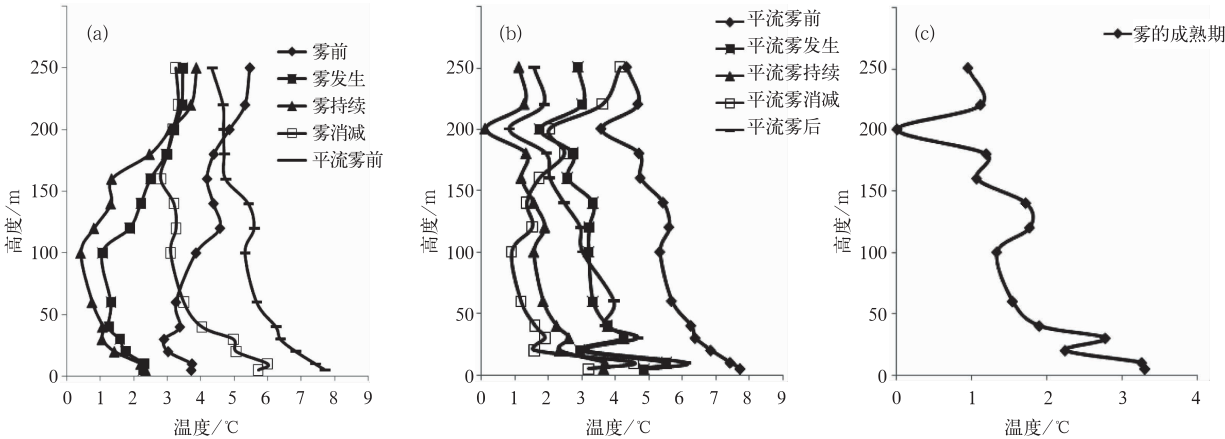 (a)
雾前
雾发生
雾持续
雾消减
平流雾前
250
200
150
100
50
0
高度/m
0 1 2 3 4 5 6 7 8 9
温度/℃
(b)
平流雾前
平流雾发生
平流雾持续
平流雾消减
平流雾后
250
200
150
100
50
0
高度/m
0 1 2 3 4 5 6 7 8 9
温度/℃
(c)
雾的成熟期
250
200
150
100
50
0
高度/m
0 1 2 3 4
温度/℃